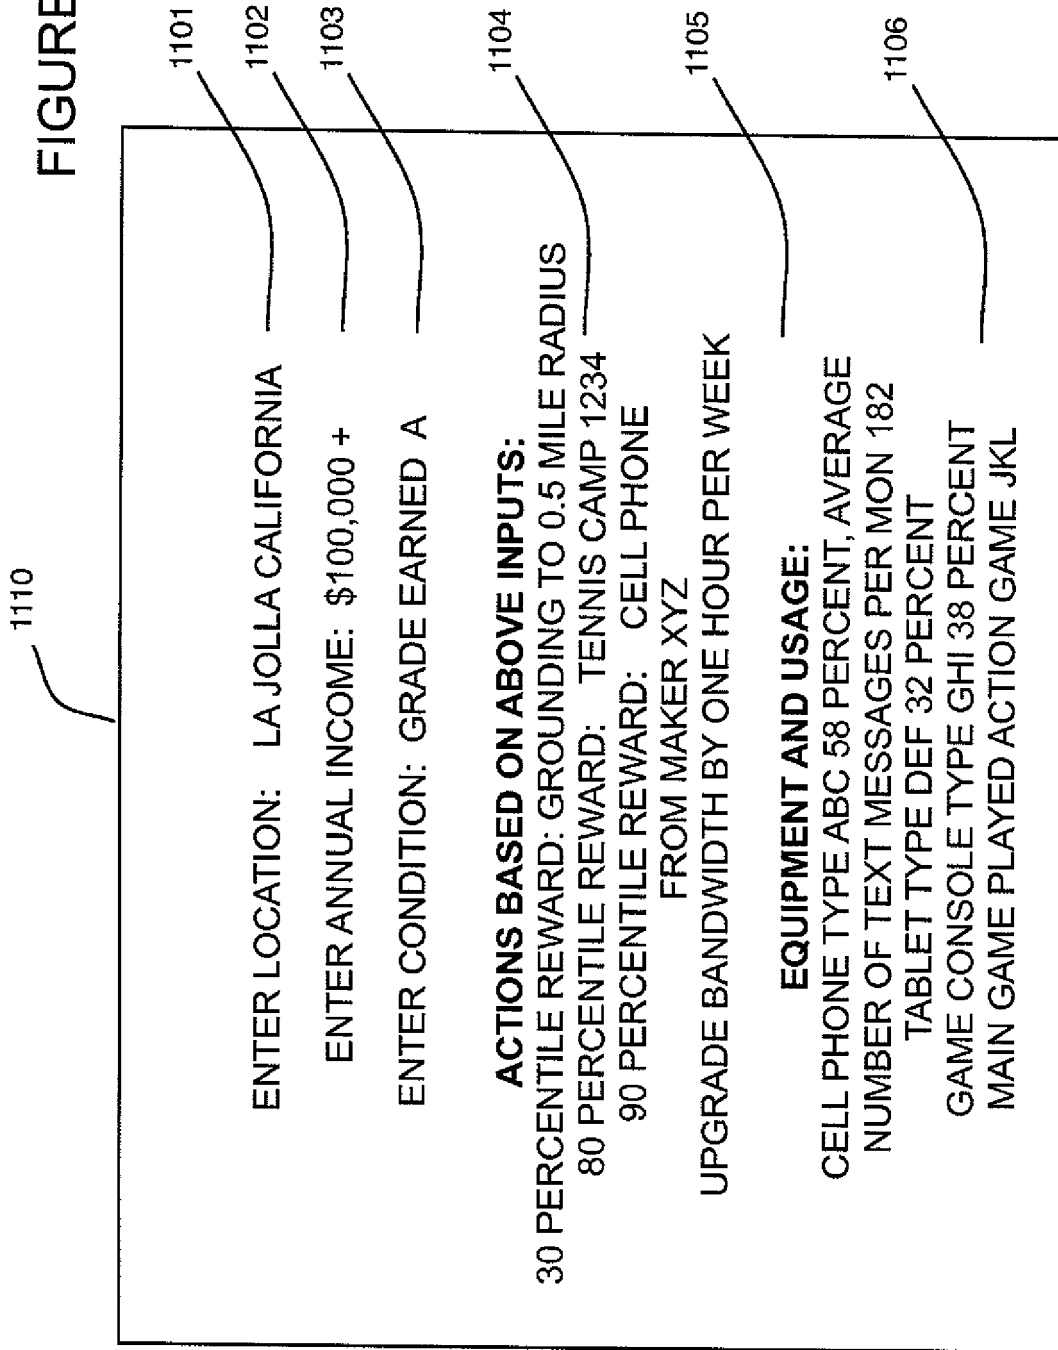 FIGURE
1110
ENTER LOCATION: LA JOLLA CALIFORNIA
1101
ENTER ANNUAL INCOME: $100,000 +
1102
ENTER CONDITION: GRADE EARNED A
1103
ACTIONS BASED ON ABOVE INPUTS:
30 PERCENTILE REWARD: GROUNDING TO 0.5 MILE RADIUS
80 PERCENTILE REWARD: TENNIS CAMP 1234
1104
90 PERCENTILE REWARD: CELL PHONE
FROM MAKER XYZ
UPGRADE BANDWIDTH BY ONE HOUR PER WEEK
1105
EQUIPMENT AND USAGE:
CELL PHONE TYPE ABC 58 PERCENT, AVERAGE
NUMBER OF TEXT MESSAGES PER MON 182
TABLET TYPE DEF 32 PERCENT
GAME CONSOLE TYPE GHI 38 PERCENT
1106
MAIN GAME PLAYED ACTION GAME JKL